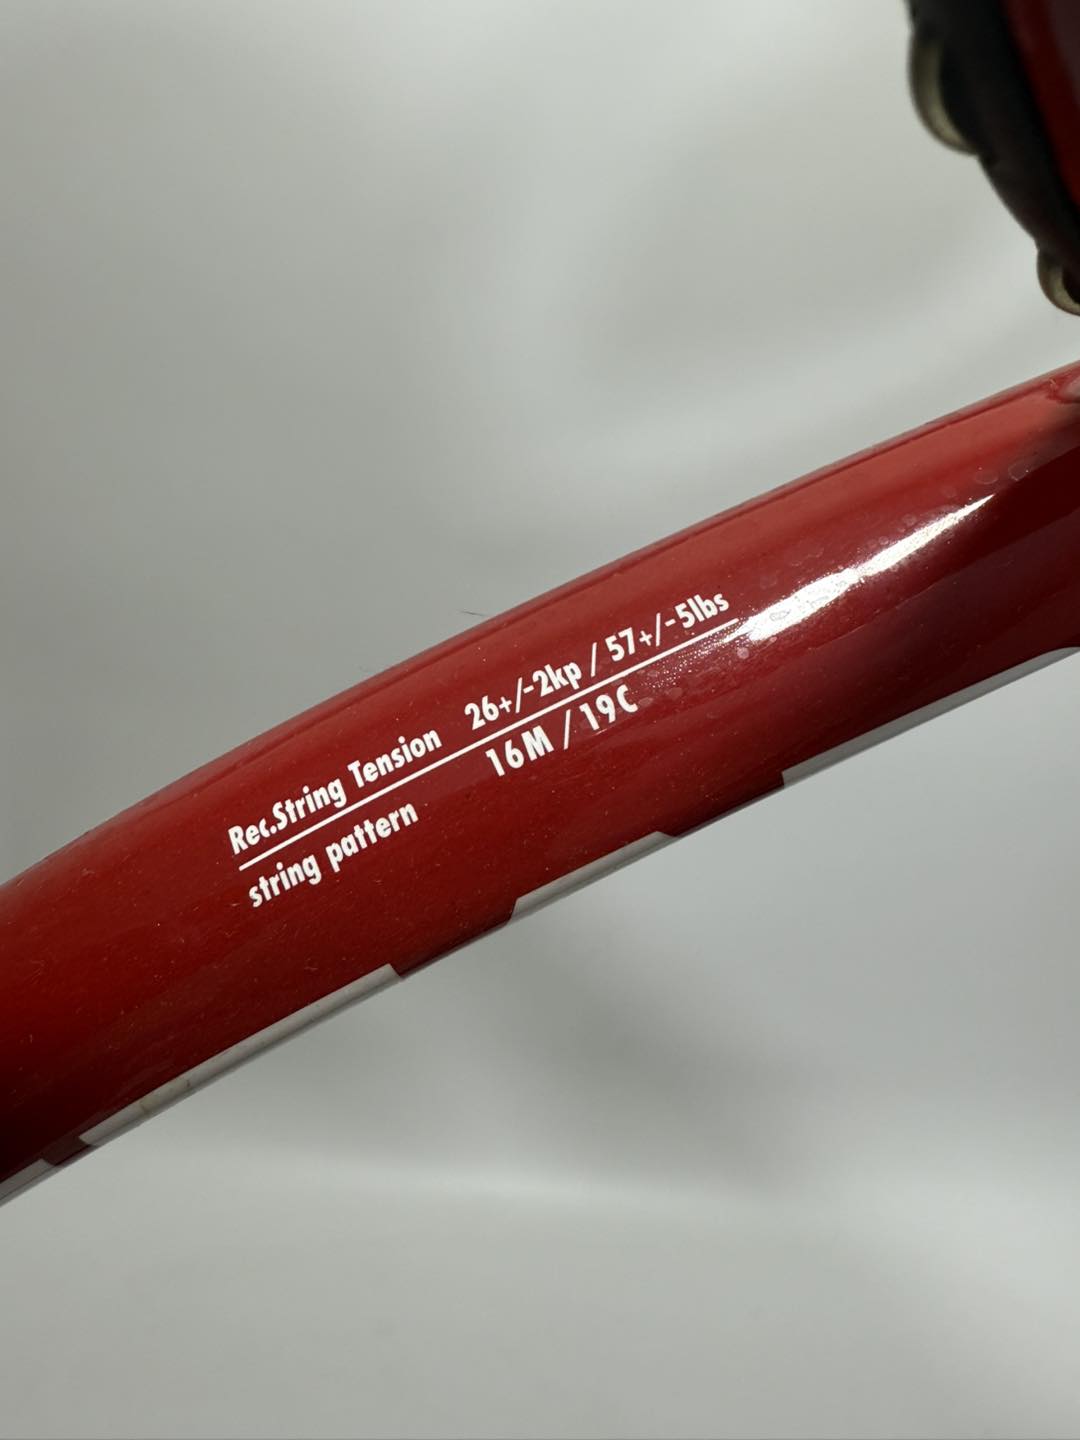 Rec.String Tension 26+/-2kp / 57+/-5lbs
string pattern 16M / 19C